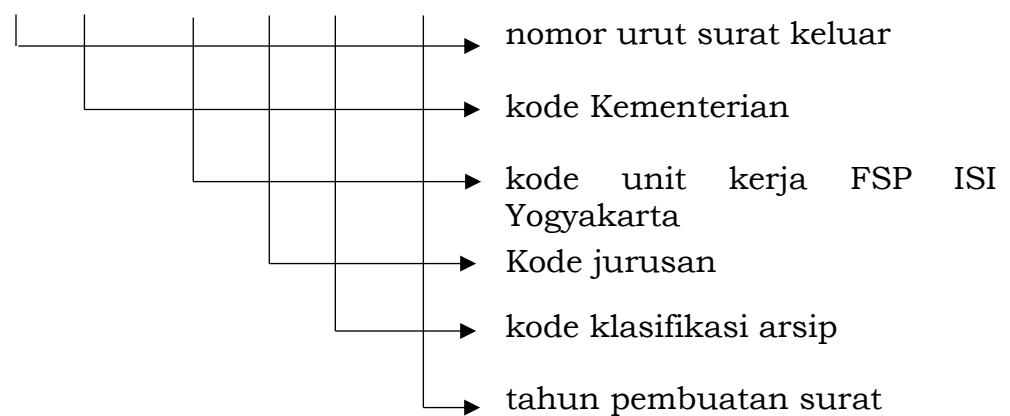 nomor urut surat keluar
kode Kementerian
kode unit kerja FSP ISI
Yogyakarta
Kode jurusan
kode klasifikasi arsip
tahun pembuatan surat